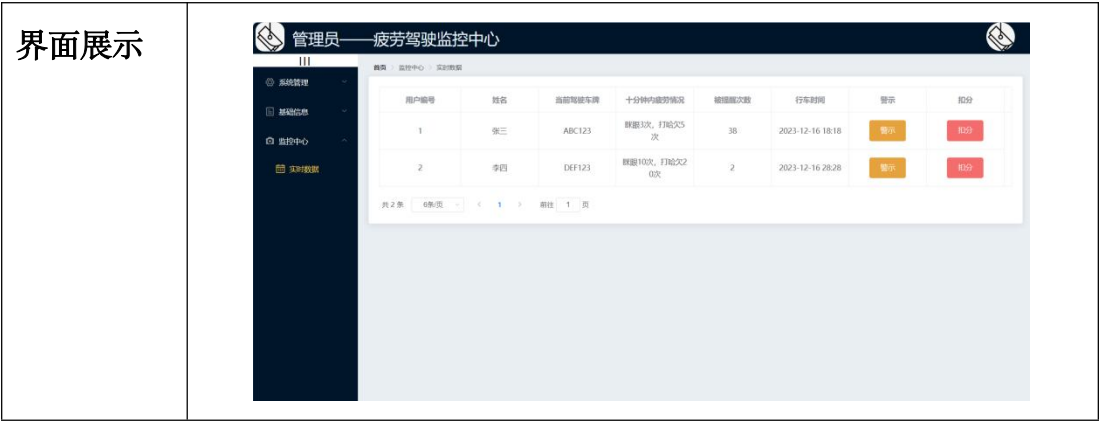 界面展示
管理员——疲劳驾驶监控中心
首页 / 监控中心 / 实时数据
系统管理
基础信息
监控中心
实时数据
用户编号 姓名 当前驾驶车牌 十分钟内疲劳情况 被提醒次数 行车时间 警示 扣分
1 张三 ABC123 眯眼3次，打哈欠5次 38 2023-12-16 18:18 警示 扣分
2 李四 DEF123 眯眼10次，打哈欠20次 2 2023-12-16 28:28 警示 扣分
共 2 条 6条/页 < 1 > 前往 1 页